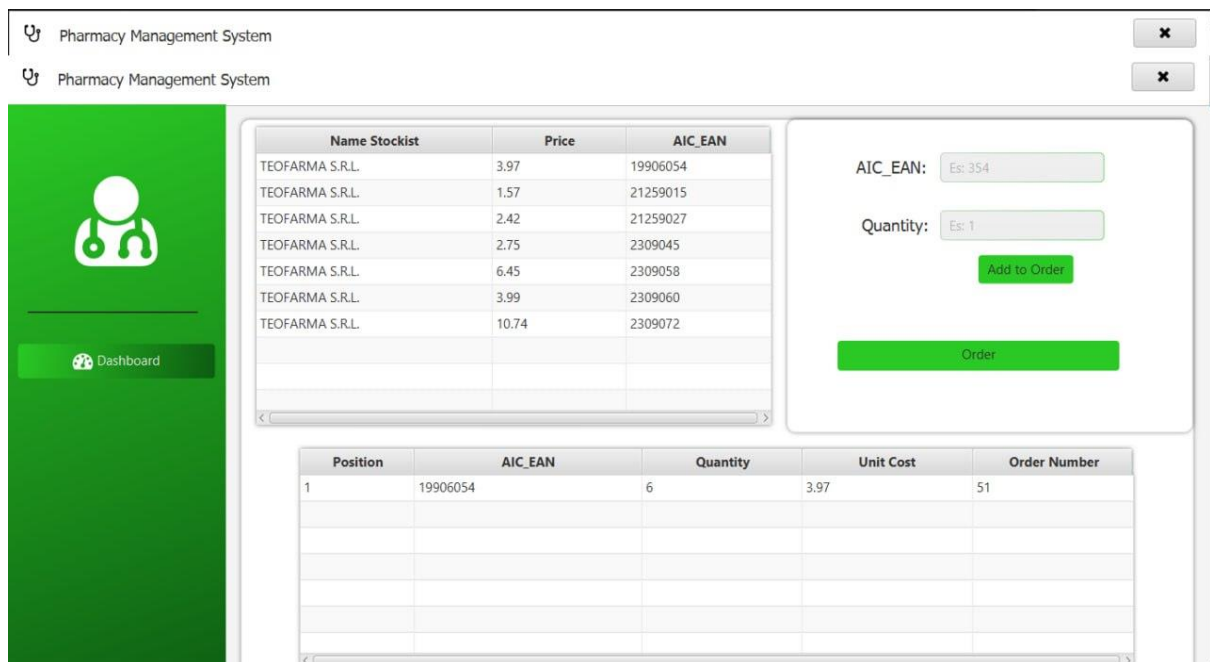 Pharmacy Management System
Pharmacy Management System
Dashboard
Name Stockist Price AIC_EAN
TEOFARMA S.R.L. 3.97 19906054
TEOFARMA S.R.L. 1.57 21259015
TEOFARMA S.R.L. 2.42 21259027
TEOFARMA S.R.L. 2.75 2309045
TEOFARMA S.R.L. 6.45 2309058
TEOFARMA S.R.L. 3.99 2309060
TEOFARMA S.R.L. 10.74 2309072
AIC_EAN: Es: 354
Quantity: Es: 1
Add to Order
Order
Position AIC_EAN Quantity Unit Cost Order Number
1 19906054 6 3.97 51